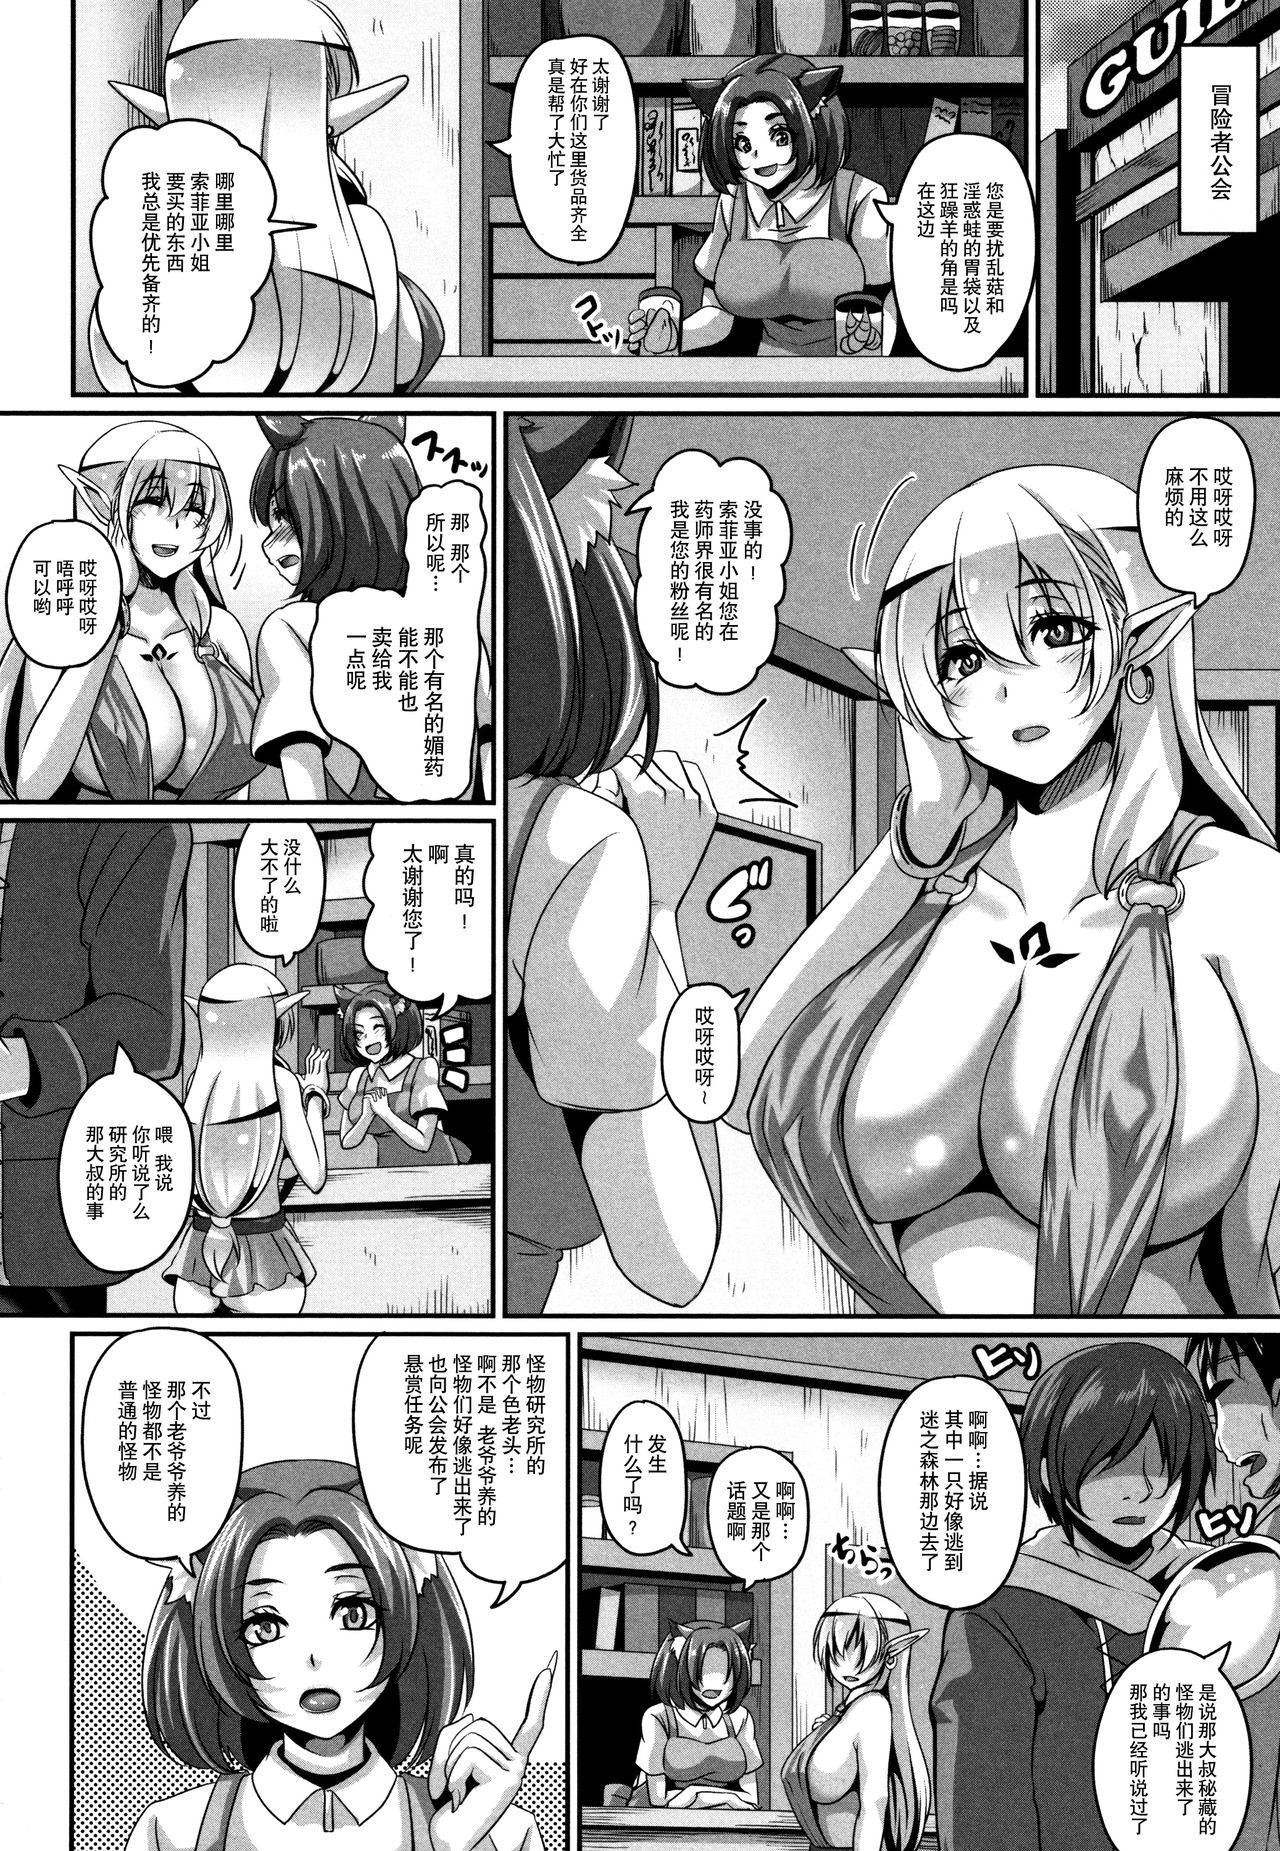 GUIL
冒险者公会
您是要扰乱菇和
淫惑蛙的胃袋以及
狂躁羊的角是吗
在这边
太谢谢了
好在你们这里货品齐全
真是帮了大忙了
コトッ
哪里哪里
索菲亚小姐
要买的东西
我总是优先备齐的！
哎呀哎呀
不用这么
麻烦的
没事的！
索菲亚小姐您在
药师界很有名的
我是您的粉丝呢！
哎呀哎呀~
ススッ
那 那个
所以呢…
那个有名的媚药
能不能也
卖给我
一点呢
哎呀哎呀
唔呼呼
可以哟
真的吗！
啊
太谢谢您了！
没什么
大不了的啦
喂 我说
你听说了么
研究所的
那大叔的事
ヒソ
ヒソ
是说那大叔秘藏的
怪物们逃出来了
的事吗
那我已经听说过了
啊啊…据说
其中一只好像逃到
迷之森林那边去了
ちらっ
啊啊…
又是那个
话题啊
发生
什么了吗？
怪物研究所的
那个色老头…
啊不是 老爷爷养的
怪物们好像逃出来了
也向公会发布了
悬赏任务呢
不过
那个老爷爷养的
怪物都不是
普通的怪物